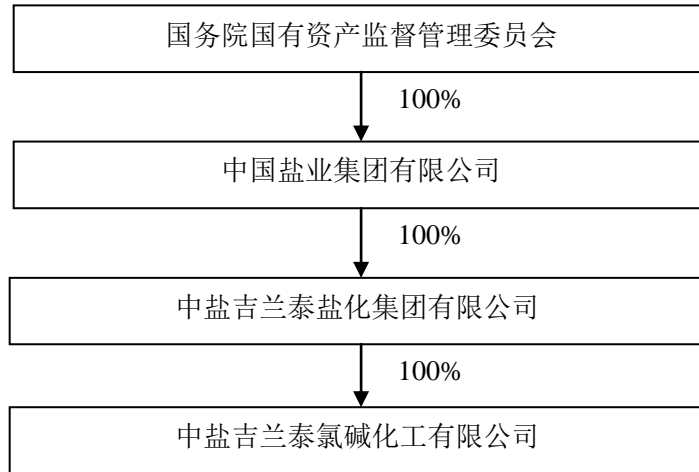 国务院国有资产监督管理委员会
100%
中国盐业集团有限公司
100%
中盐吉兰泰盐化集团有限公司
100%
中盐吉兰泰氯碱化工有限公司